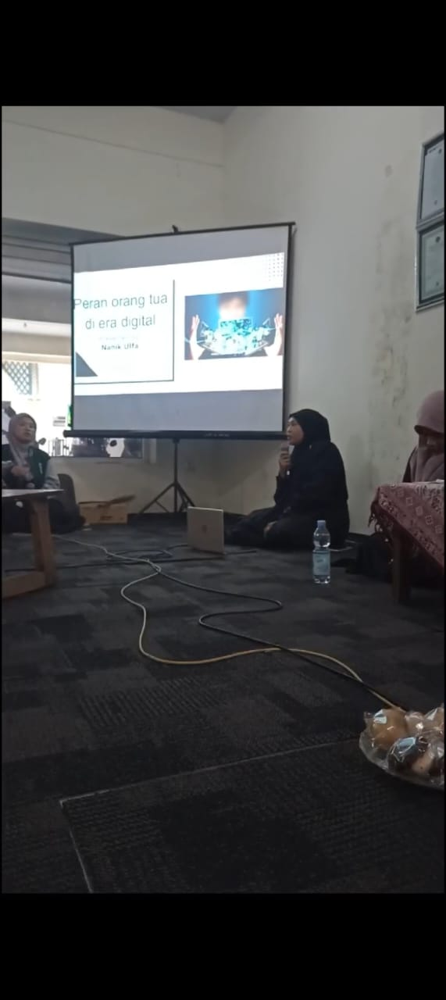 Peran orang tua
di era digital
Nanik Ulfa